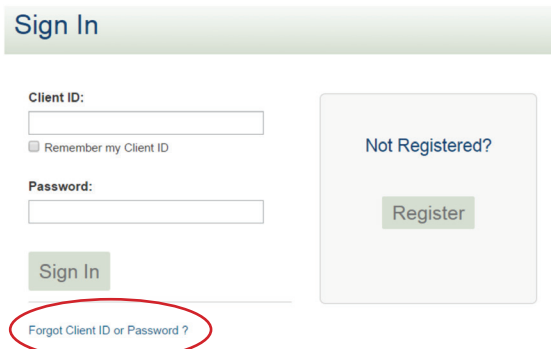 Sign In
Client ID:
Remember my Client ID
Password:
Sign In
Forgot Client ID or Password ?
Not Registered?
Register